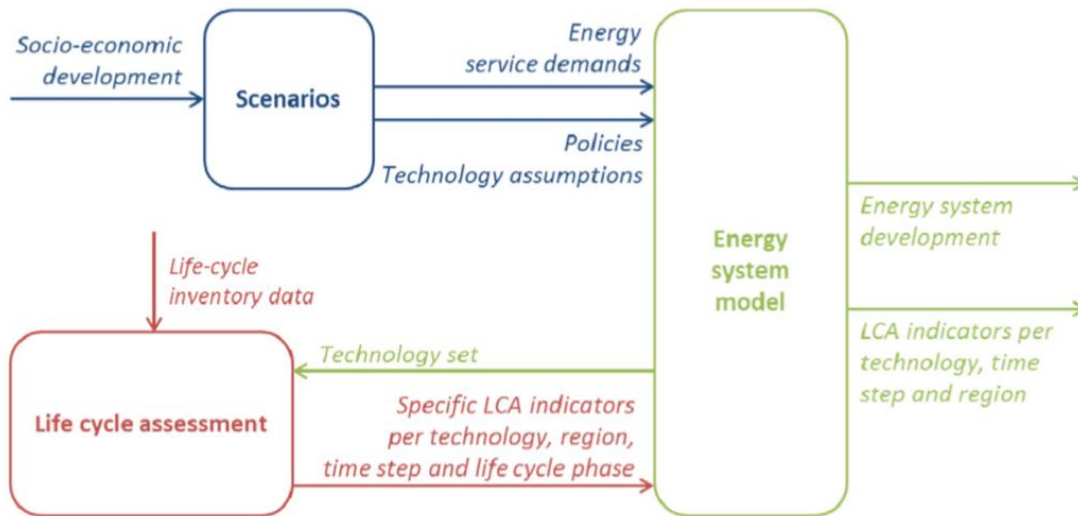 Socio-economic
development
Scenarios
Energy
service demands
Policies
Technology assumptions
Energy
system
model
Energy system
development
LCA indicators per
technology, time
step and region
Life-cycle
inventory data
Life cycle assessment
Technology set
Specific LCA indicators
per technology, region,
time step and life cycle phase